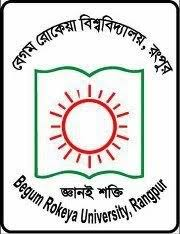 বেগম রোকেয়া বিশ্ববিদ্যালয়, রংপুর
জ্ঞানই শক্তি
Begum Rokeya University, Rangpur